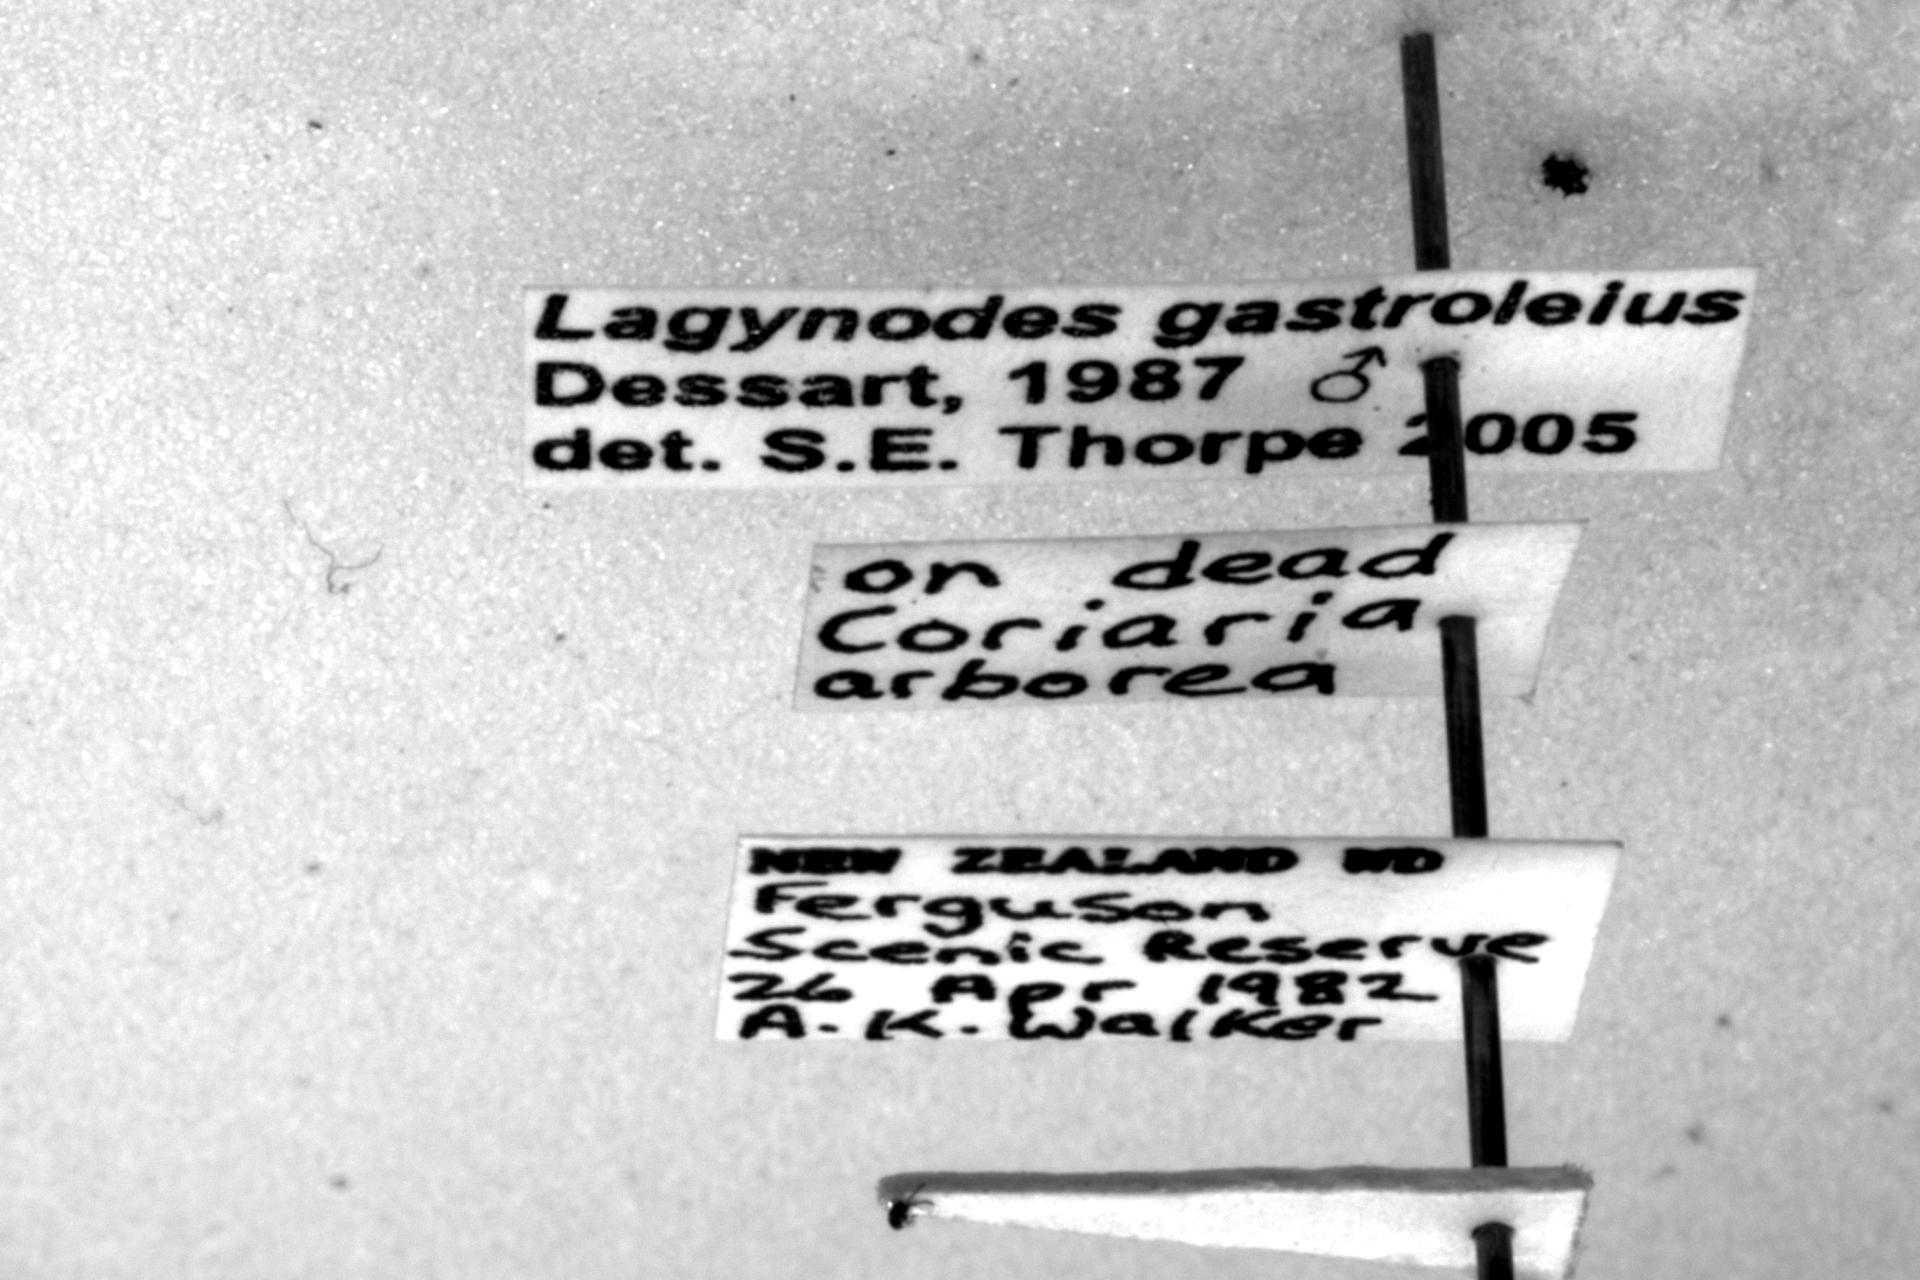 Lagynodes gastroleius
Dessart, 1987 ♂
det. S.E. Thorpe 2005
on dead
Coriaria
arborea
NEW ZEALAND WD
Ferguson
Scenic Reserve
26 Apr 1982
A. K. Walker